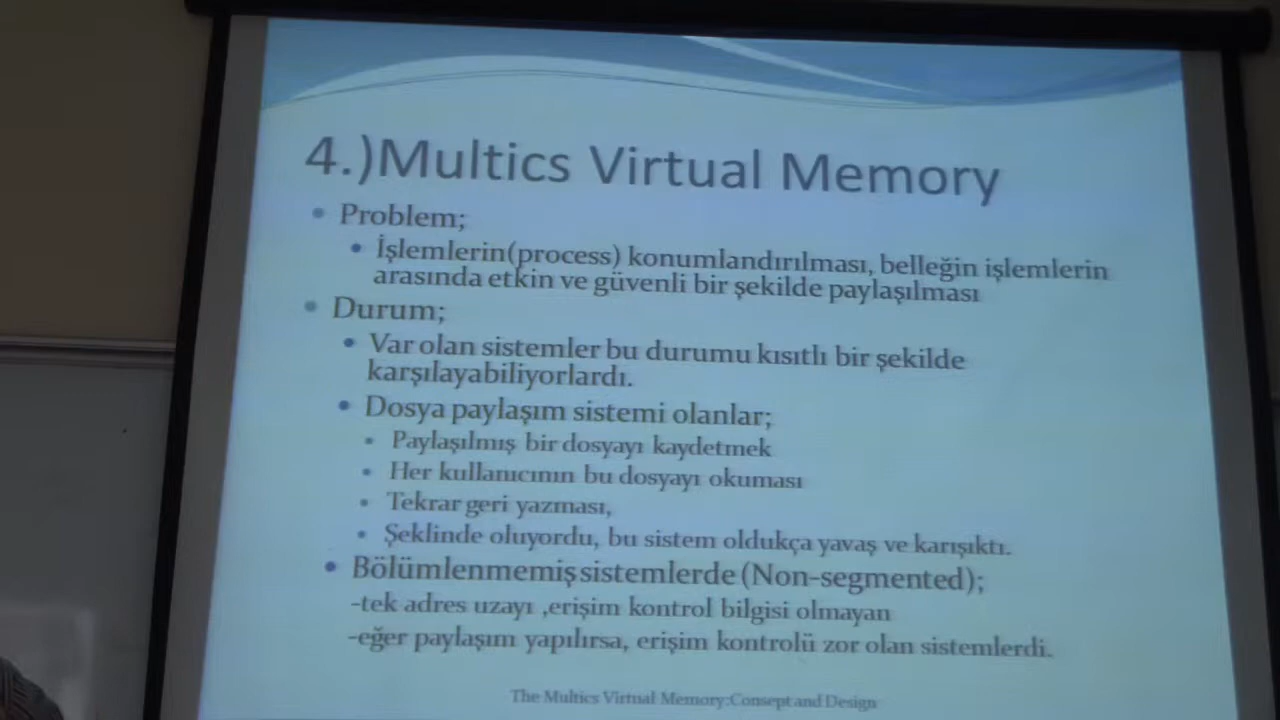 4.)Multics Virtual Memory
• Problem;
• İşlemlerin(process) konumlandırılması, belleğin işlemlerin
arasında etkin ve güvenli bir şekilde paylaşılması
• Durum;
• Var olan sistemler bu durumu kısıtlı bir şekilde
karşılayabiliyorlardı.
• Dosya paylaşım sistemi olanlar;
• Paylaşılmış bir dosyayı kaydetmek
• Her kullanıcının bu dosyayı okuması
• Tekrar geri yazması,
• Şeklinde oluyordu, bu sistem oldukça yavaş ve karışıktı.
• Bölümlenmemiş sistemlerde (Non-segmented);
-tek adres uzayı ,erişim kontrol bilgisi olmayan
-eğer paylaşım yapılırsa, erişim kontrolü zor olan sistemlerdi.
The Multics Virtual Memory:Consept and Design